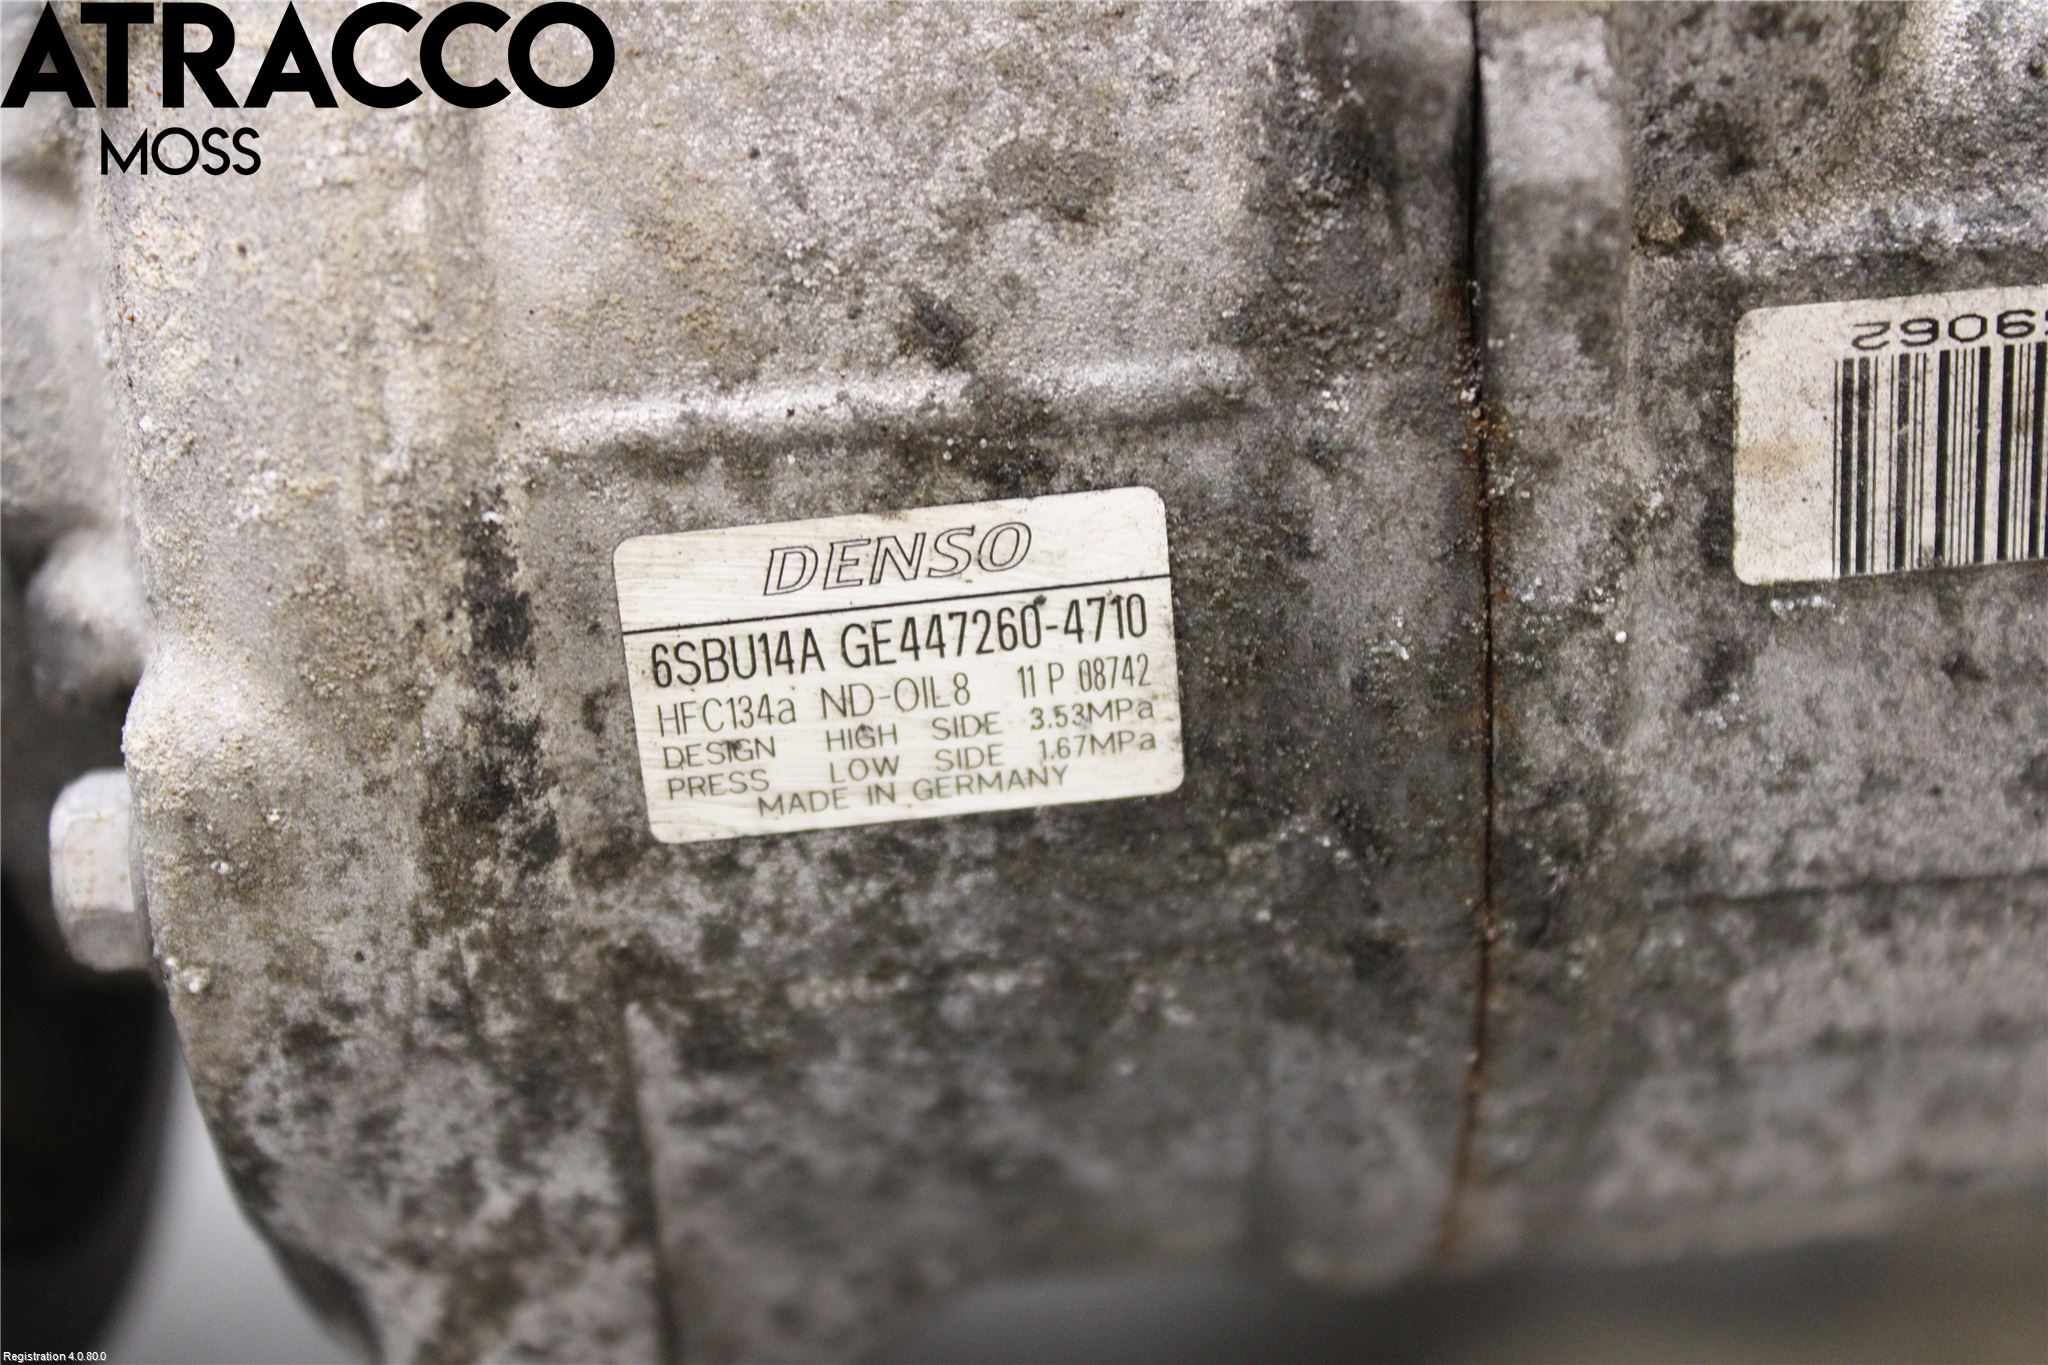 ATRACCO
MOSS
9062
DENSO
6SBU14A GE447260-4710
HFC134a ND-OIL8 11 P 08742
DESIGN HIGH SIDE 3.53MPa
PRESS LOW SIDE 1.67MPa
MADE IN GERMANY
Registration 4.0.80.0